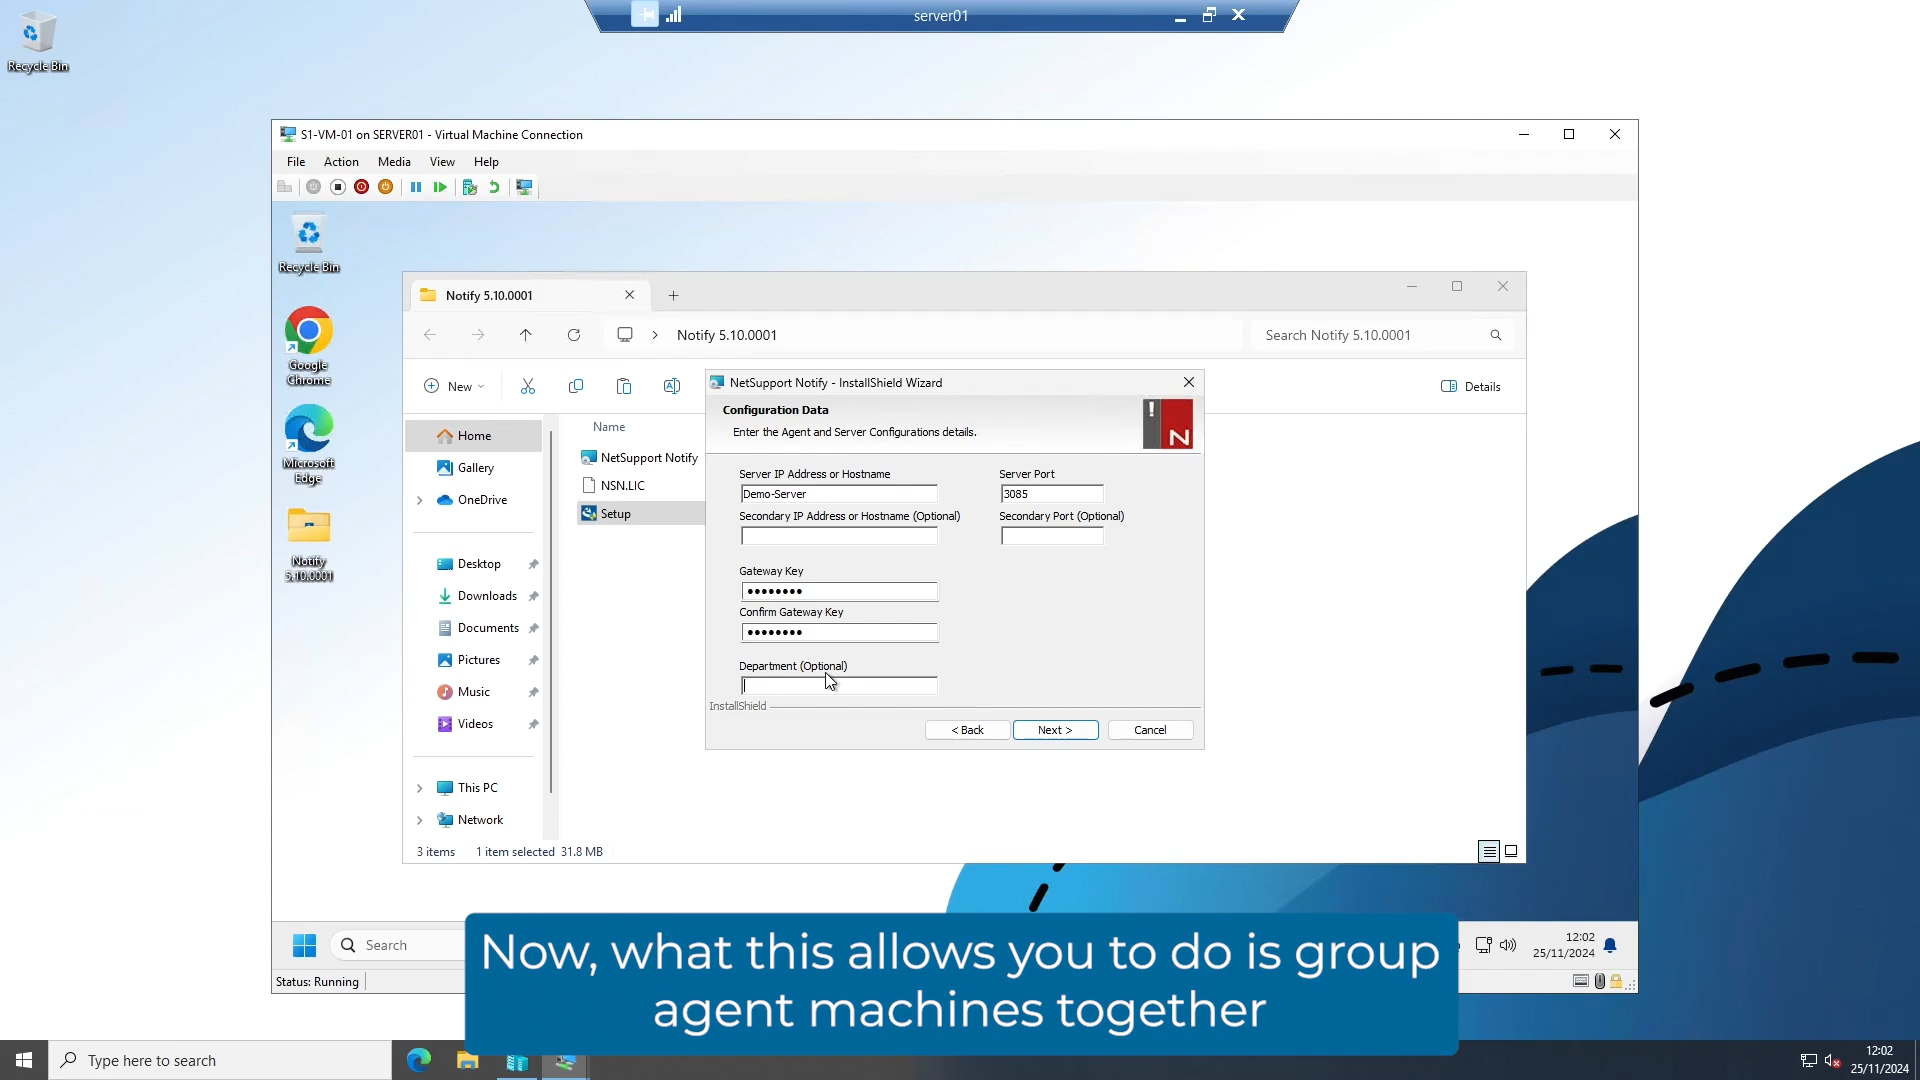 server01
Recycle Bin
S1-VM-01 on SERVER01 - Virtual Machine Connection
File Action Media View Help
Recycle Bin
Google
Chrome
Microsoft
Edge
Notify
5.10.0001
Notify 5.10.0001
Notify 5.10.0001
Search Notify 5.10.0001
New
Details
Home
Gallery
OneDrive
Desktop
Downloads
Documents
Pictures
Music
Videos
This PC
Network
Name
NetSupport Notify
NSN.LIC
Setup
3 items 1 item selected 31.8 MB
NetSupport Notify - InstallShield Wizard
Configuration Data
Enter the Agent and Server Configurations details.
N
Server IP Address or Hostname
Server Port
Demo-Server
3085
Secondary IP Address or Hostname (Optional)
Secondary Port (Optional)
Gateway Key
Confirm Gateway Key
Department (Optional)
InstallShield
< Back
Next >
Cancel
Search
12:02
25/11/2024
Status: Running
Now, what this allows you to do is group
agent machines together
Type here to search
12:02
25/11/2024